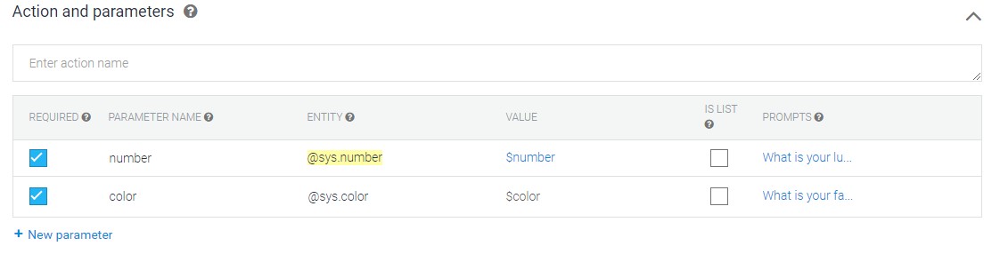 Action and parameters ?
Enter action name
REQUIRED ? PARAMETER NAME ? ENTITY ? VALUE IS LIST ? PROMPTS ?
number @sys.number $number What is your lu...
color @sys.color $color What is your fa...
+ New parameter